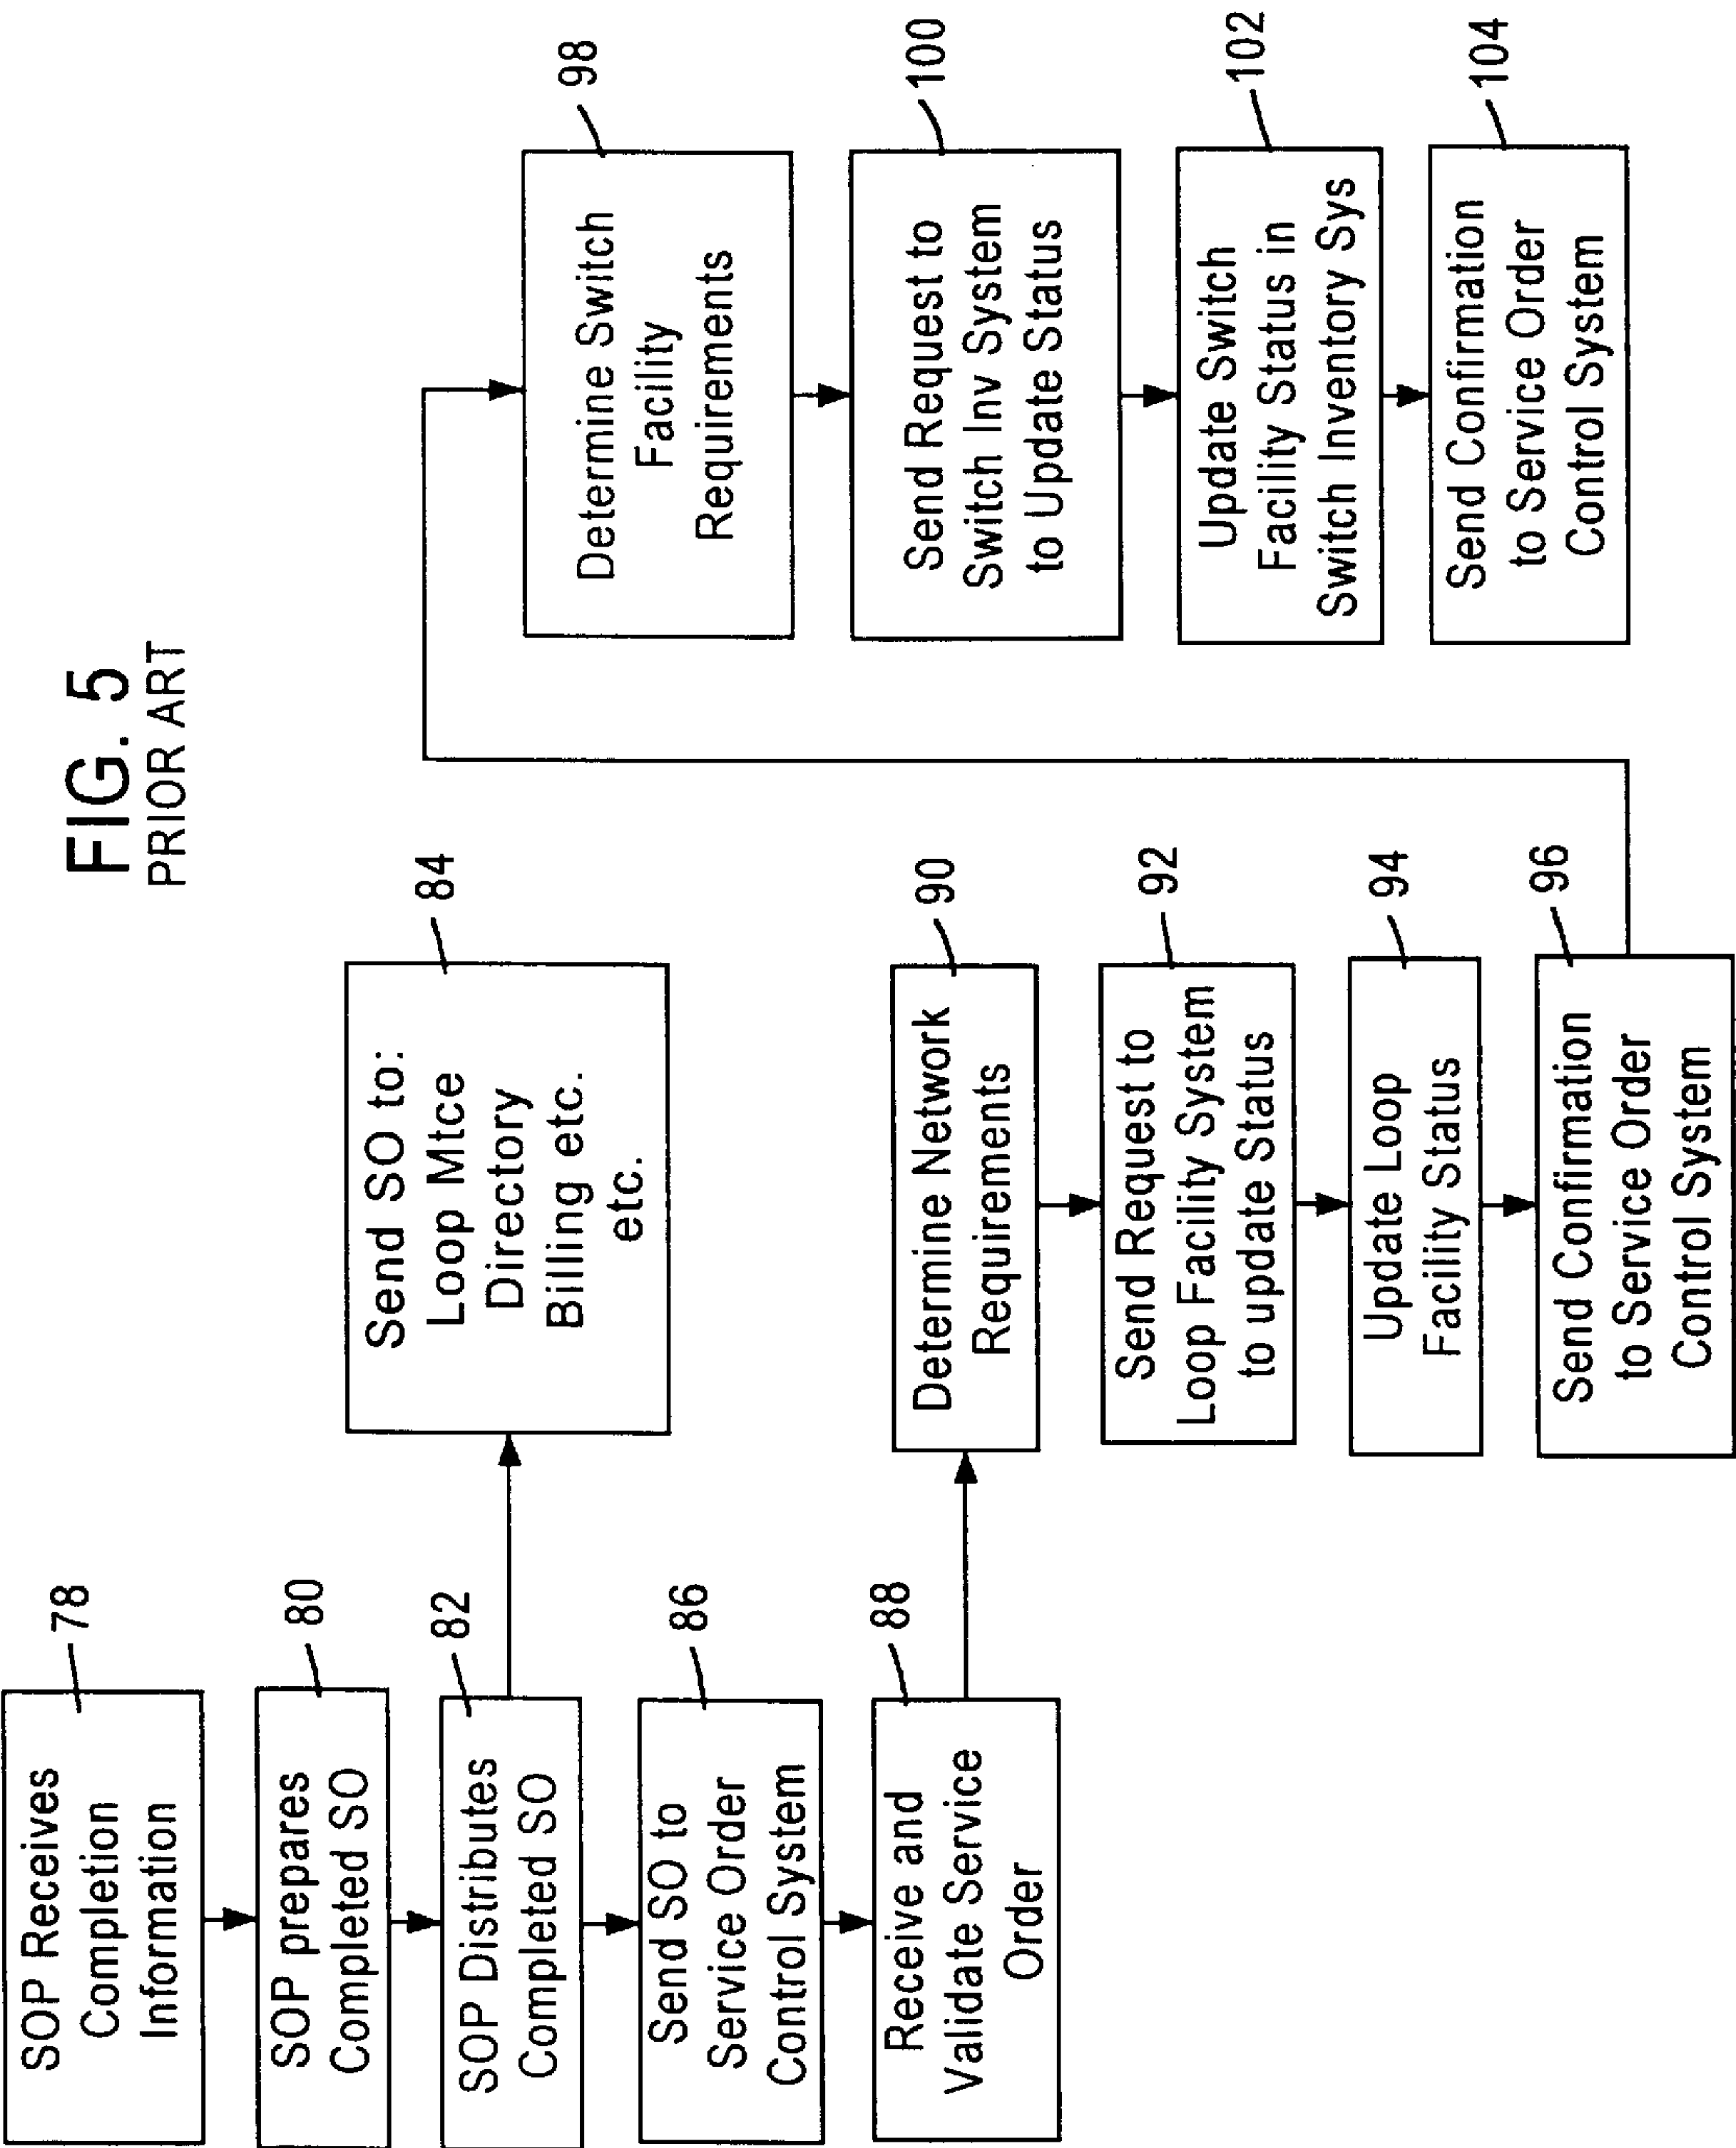 FIG. 5
PRIOR ART
SOP Receives
Completion
Information
78
SOP prepares
Completed SO
80
SOP Distributes
Completed SO
82
Send SO to:
Loop Mtce
Directory
Billing etc.
etc.
84
Send SO to
Service Order
Control System
86
Receive and
Validate Service
Order
88
Determine Network
Requirements
90
Send Request to
Loop Facility System
to update Status
92
Update Loop
Facility Status
94
Send Confirmation
to Service Order
Control System
96
Determine Switch
Facility
Requirements
98
Send Request to
Switch Inv System
to Update Status
100
Update Switch
Facility Status in
Switch Inventory Sys
102
Send Confirmation
to Service Order
Control System
104